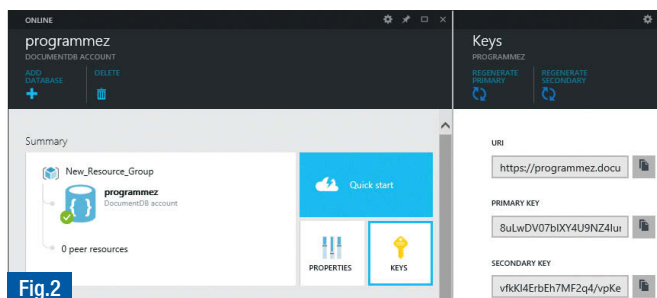 ONLINE
programmez
DOCUMENTDB ACCOUNT
ADD
DATABASE
DELETE
Summary
New_Resource_Group
programmez
DocumentDB account
0 peer resources
Quick start
PROPERTIES
KEYS
Fig.2
Keys
PROGRAMMEZ
REGENERATE
PRIMARY
REGENERATE
SECONDARY
URI
https://programmez.docu
PRIMARY KEY
8uLwDV07bIXY4U9NZ4lur
SECONDARY KEY
vfkKl4ErbEh7MF2q4/vpKe